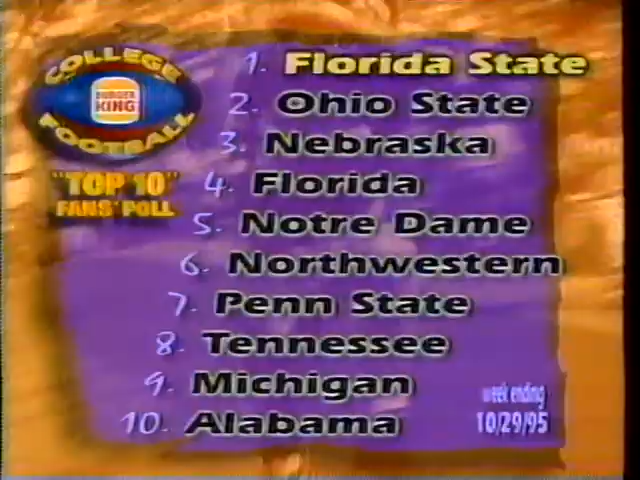 COLLEGE
BURGER
KING
FOOTBALL
"TOP 10"
FANS' POLL
1. Florida State
2. Ohio State
3. Nebraska
4. Florida
5. Notre Dame
6. Northwestern
7. Penn State
8. Tennessee
9. Michigan
10. Alabama
week ending
10/29/95